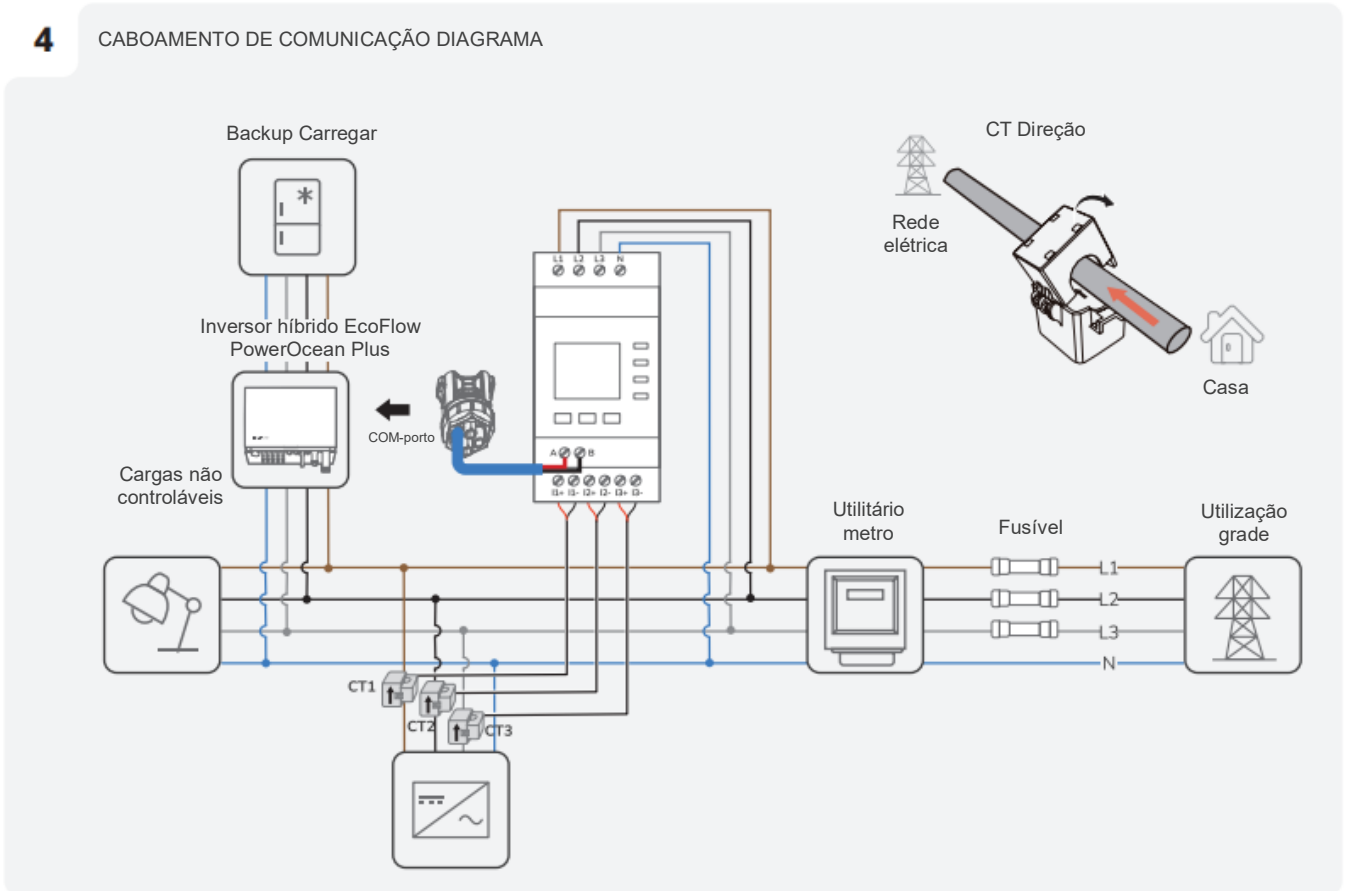 4
CABOAMENTO DE COMUNICAÇÃO DIAGRAMA
Backup Carregar
CT Direção
Rede
elétrica
Casa
L1 L2 L3 N
Inversor híbrido EcoFlow
PowerOcean Plus
COM-porto
A B
I1+ I1- I2+ I2- I3+ I3-
Cargas não
controláveis
Utilitário
metro
Fusível
Utilização
grade
L1
L2
L3
N
CT1
CT2
CT3